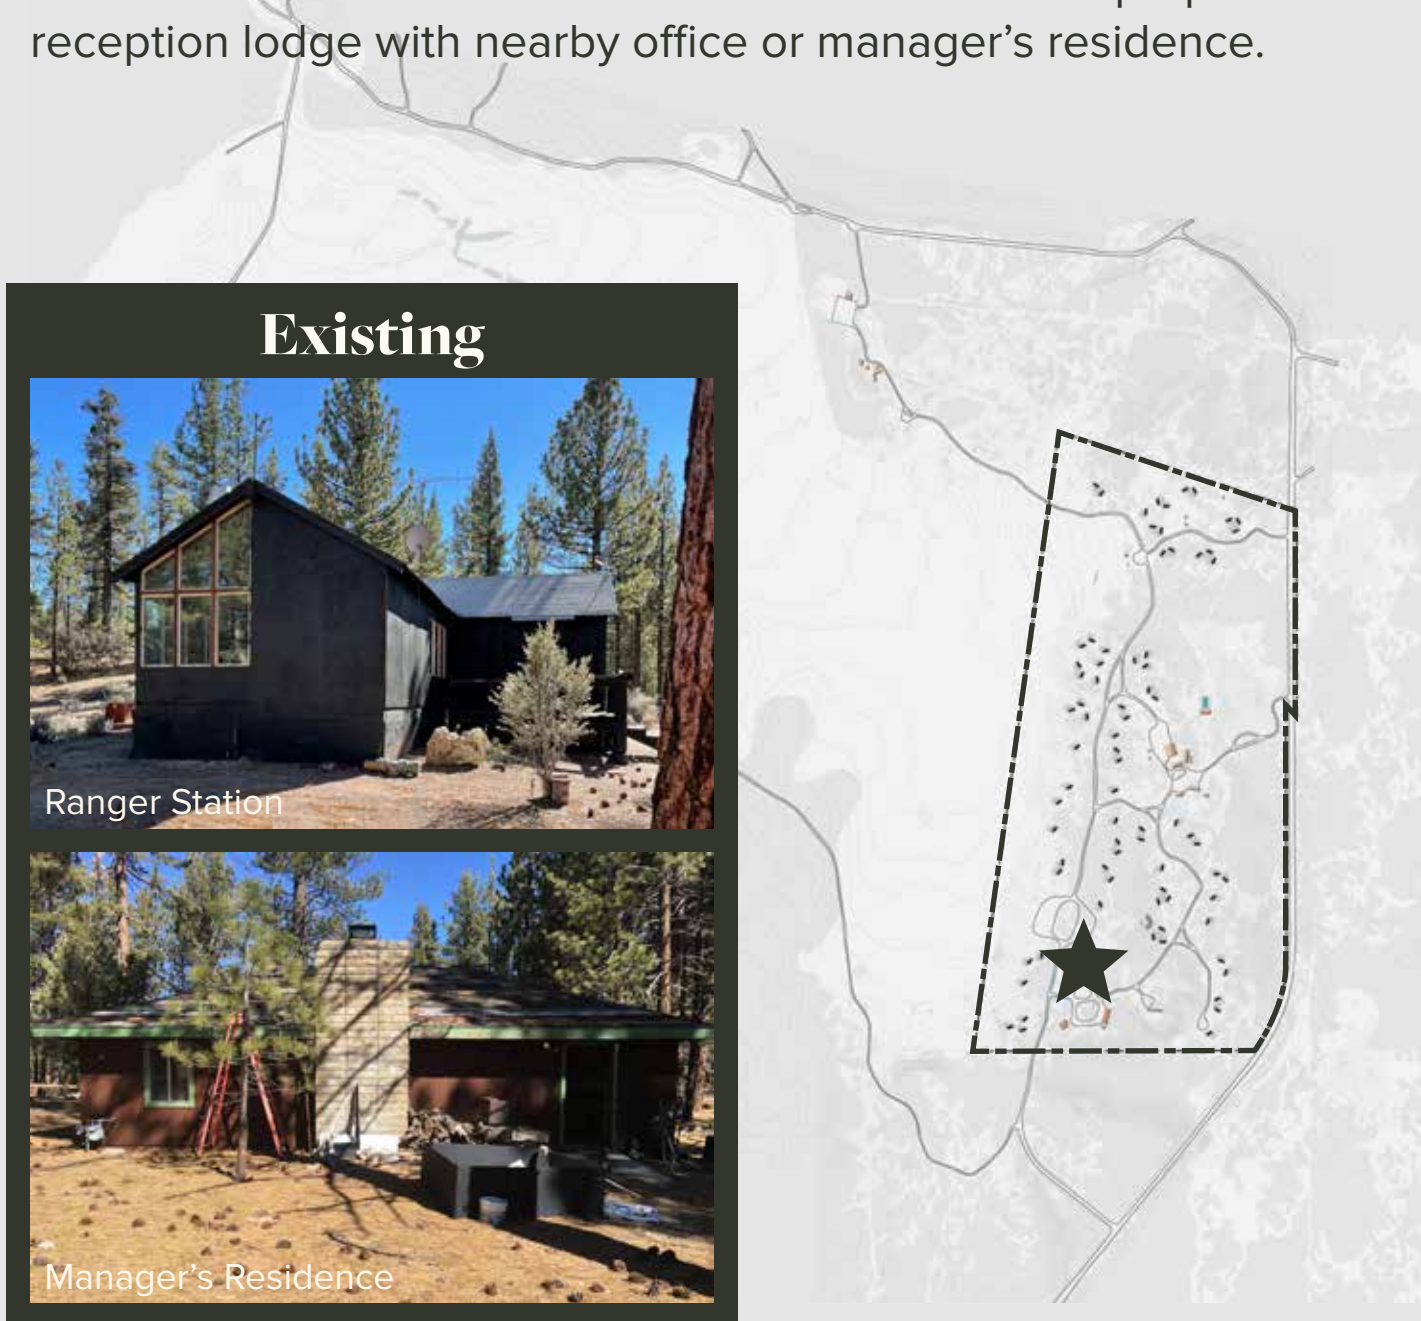 reception lodge with nearby office or manager’s residence.
Existing
Ranger Station
Manager’s Residence